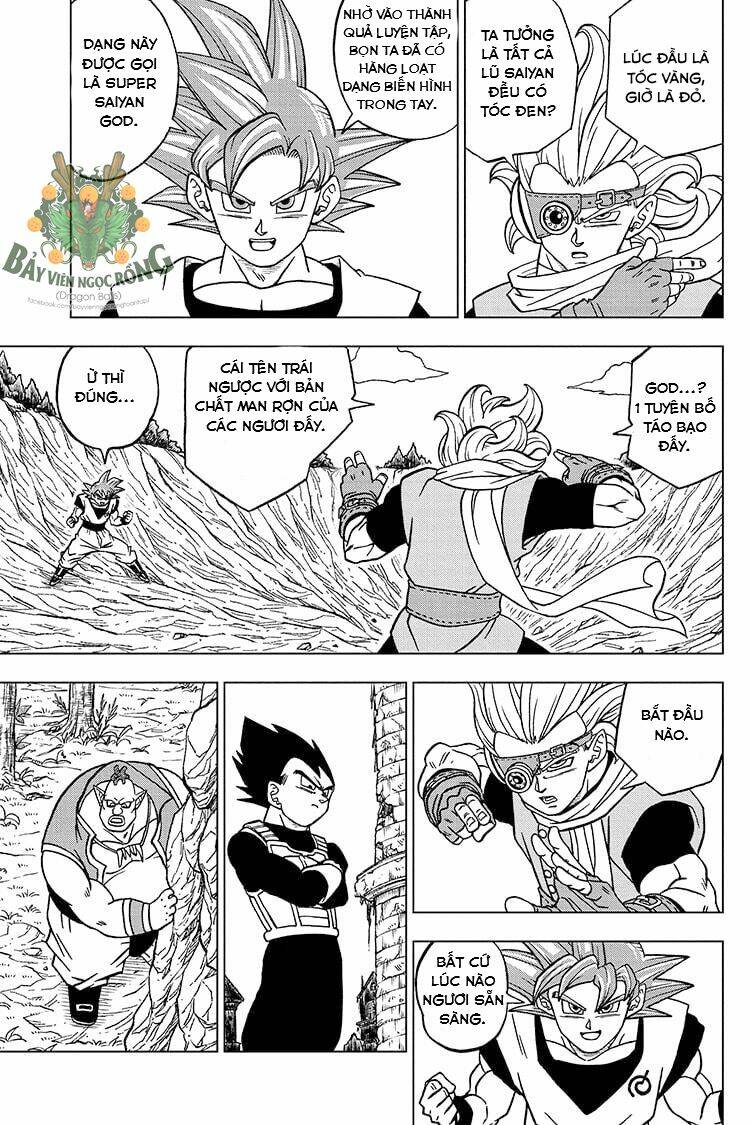 LÚC ĐẦU LÀ
TÓC VÀNG,
GIỜ LÀ ĐỎ.
TA TƯỞNG
LÀ TẤT CẢ
LŨ SAIYAN
ĐỀU CÓ
TÓC ĐEN?
NHỜ VÀO THÀNH
QUẢ LUYỆN TẬP,
BỌN TA ĐÃ CÓ
HÀNG LOẠT
DẠNG BIẾN HÌNH
TRONG TAY.
DẠNG NÀY
ĐƯỢC GỌI
LÀ SUPER
SAIYAN
GOD.
BẢY VIÊN NGỌC RỒNG
(Dragon Balls)
GOD...?
1 TUYÊN BỐ
TÁO BẠO
ĐẤY.
CÁI TÊN TRÁI
NGƯỢC VỚI BẢN
CHẤT MAN RỢN CỦA
CÁC NGƯƠI ĐẤY.
Ừ THÌ
ĐÚNG...
BẮT ĐẦU
NÀO.
BẤT CỨ
LÚC NÀO
NGƯƠI SẴN
SÀNG.